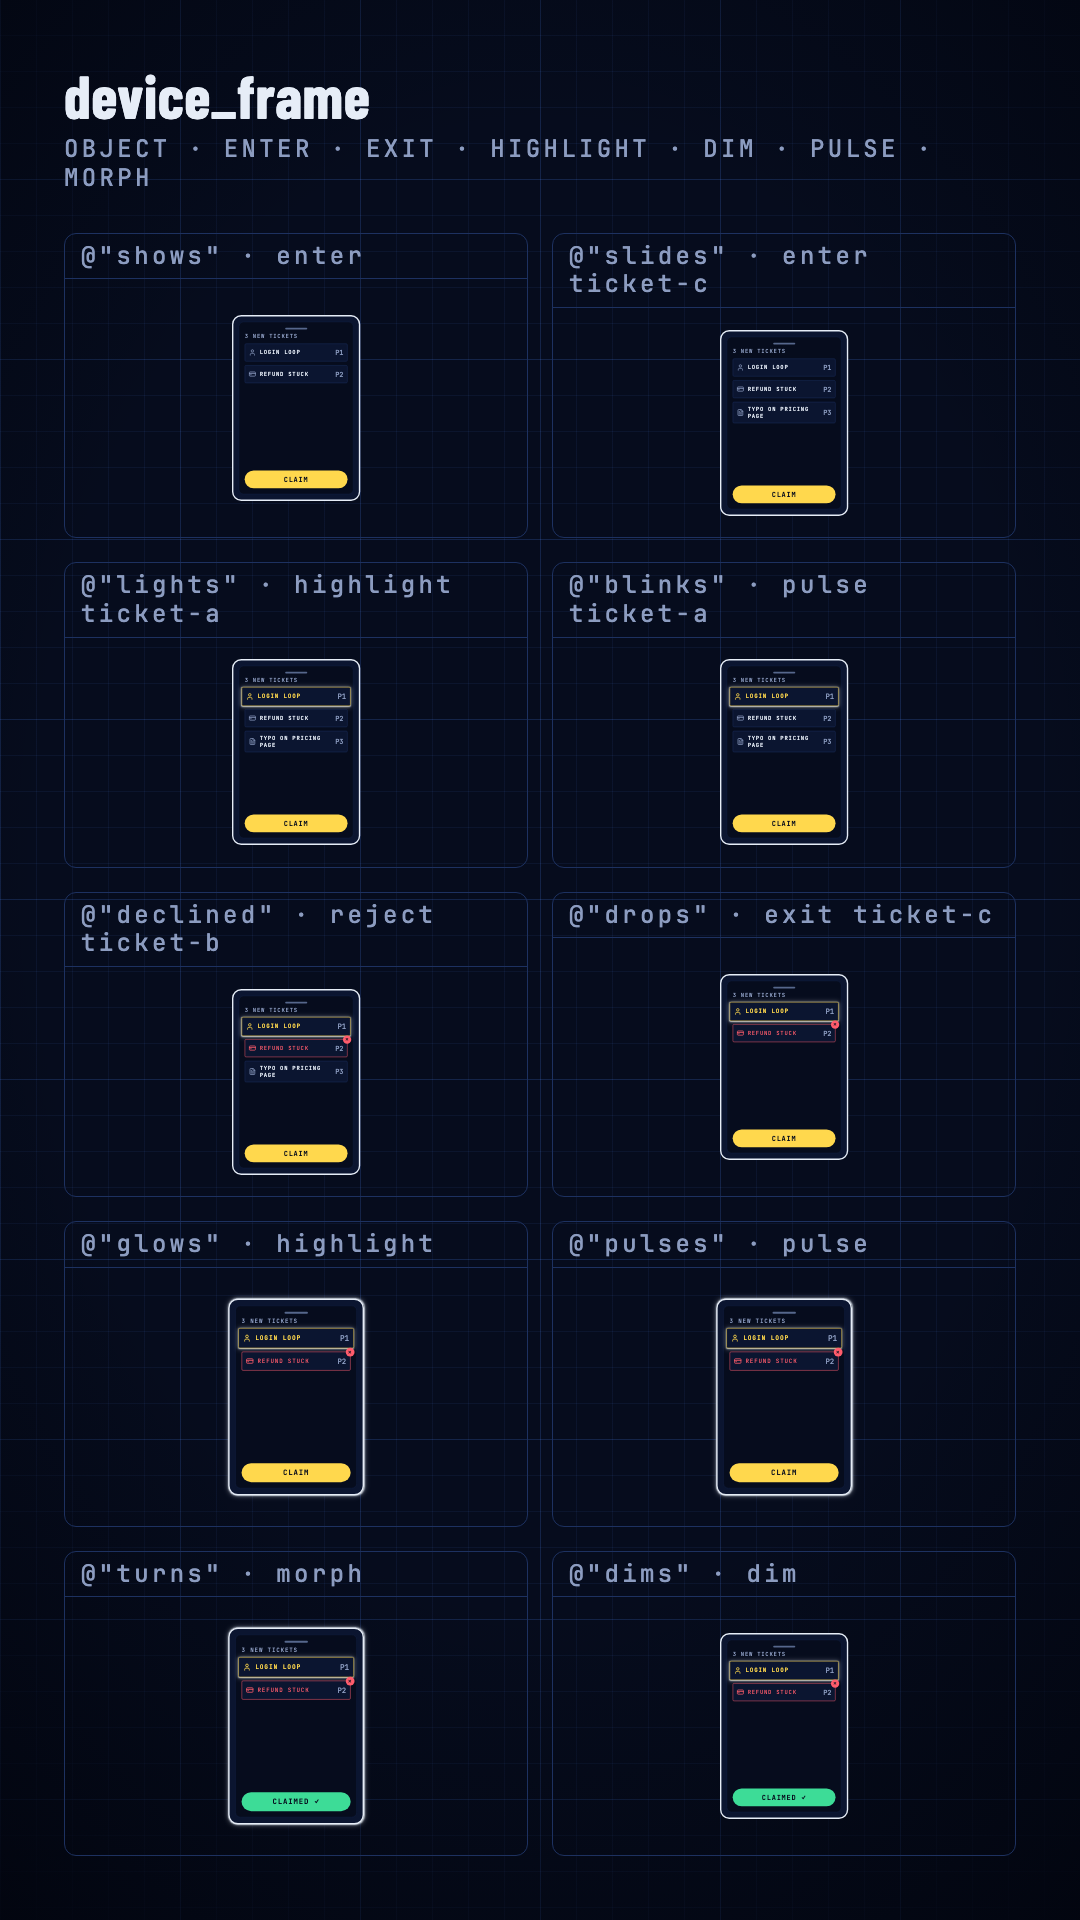 device_frame
OBJECT · ENTER · EXIT · HIGHLIGHT · DIM · PULSE ·
MORPH
@"shows" · enter
3 NEW TICKETS
LOGIN LOOP P1
REFUND STUCK P2
CLAIM
@"slides" · enter
ticket-c
3 NEW TICKETS
LOGIN LOOP P1
REFUND STUCK P2
TYPO ON PRICING
PAGE P3
CLAIM
@"lights" · highlight
ticket-a
3 NEW TICKETS
LOGIN LOOP P1
REFUND STUCK P2
TYPO ON PRICING
PAGE P3
CLAIM
@"blinks" · pulse
ticket-a
3 NEW TICKETS
LOGIN LOOP P1
REFUND STUCK P2
TYPO ON PRICING
PAGE P3
CLAIM
@"declined" · reject
ticket-b
3 NEW TICKETS
LOGIN LOOP P1
REFUND STUCK P2
TYPO ON PRICING
PAGE P3
CLAIM
@"drops" · exit ticket-c
3 NEW TICKETS
LOGIN LOOP P1
REFUND STUCK P2
CLAIM
@"glows" · highlight
3 NEW TICKETS
LOGIN LOOP P1
REFUND STUCK P2
CLAIM
@"pulses" · pulse
3 NEW TICKETS
LOGIN LOOP P1
REFUND STUCK P2
CLAIM
@"turns" · morph
3 NEW TICKETS
LOGIN LOOP P1
REFUND STUCK P2
CLAIMED ✓
@"dims" · dim
3 NEW TICKETS
LOGIN LOOP P1
REFUND STUCK P2
CLAIMED ✓